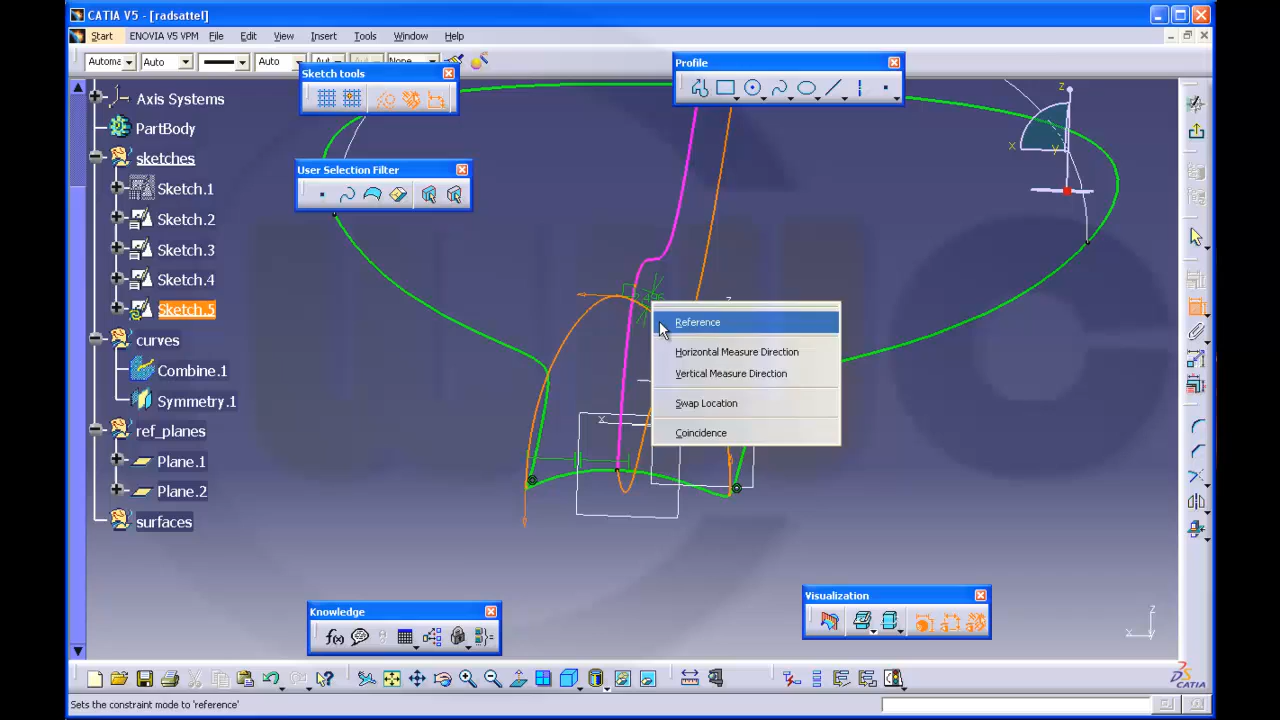 CATIA V5 - [radsattel]
Start ENOVIA V5 VPM File Edit View Insert Tools Window Help
Automa Auto Auto Aut None
Sketch tools
Profile
User Selection Filter
Axis Systems
PartBody
sketches
Sketch.1
Sketch.2
Sketch.3
Sketch.4
Sketch.5
curves
Combine.1
Symmetry.1
ref_planes
Plane.1
Plane.2
surfaces
z
x
y
z
x
Reference
Horizontal Measure Direction
Vertical Measure Direction
Swap Location
Coincidence
Knowledge
f(x)
Visualization
z
x
y
CATIA
Sets the constraint mode to 'reference'